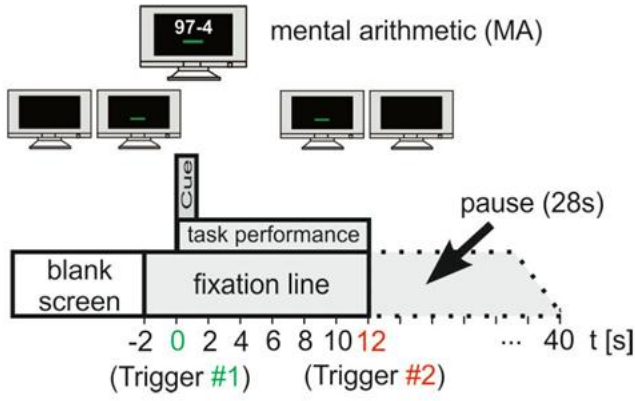 97-4
mental arithmetic (MA)
Cue
pause (28s)
task performance
blank
screen
fixation line
-2 0 2 4 6 8 10 12 ... 40 t [s]
(Trigger #1) (Trigger #2)